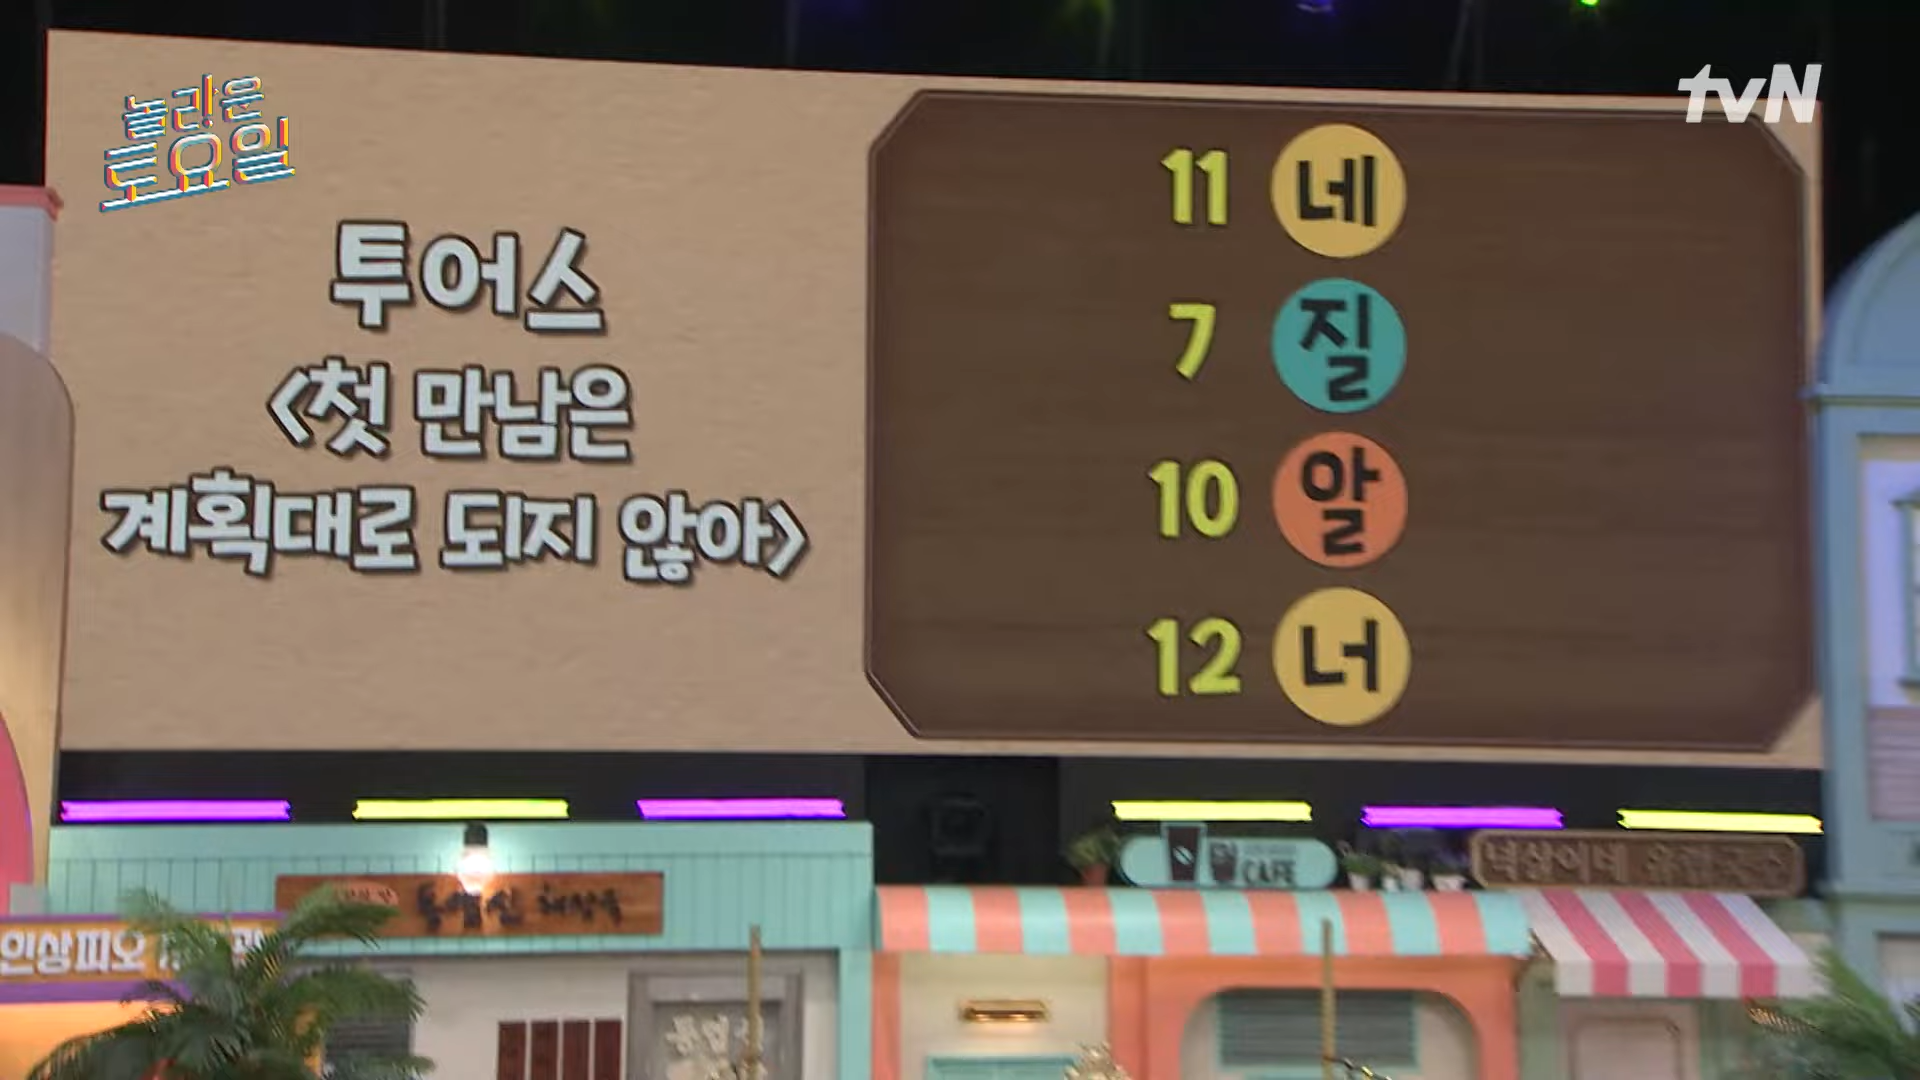 놀라운
토요일
tvN
투어스
<첫 만남은
계획대로 되지 않아>
11 네
7 질
10 알
12 너
CAFE
인상피오